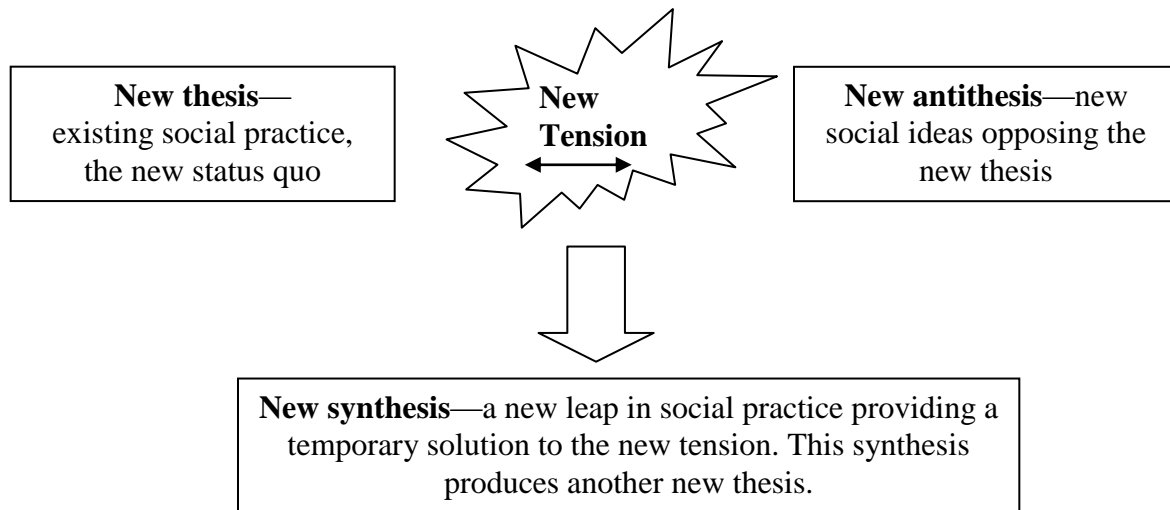 New thesis—
existing social practice,
the new status quo
New
Tension
New antithesis—new
social ideas opposing the
new thesis
New synthesis—a new leap in social practice providing a
temporary solution to the new tension. This synthesis
produces another new thesis.